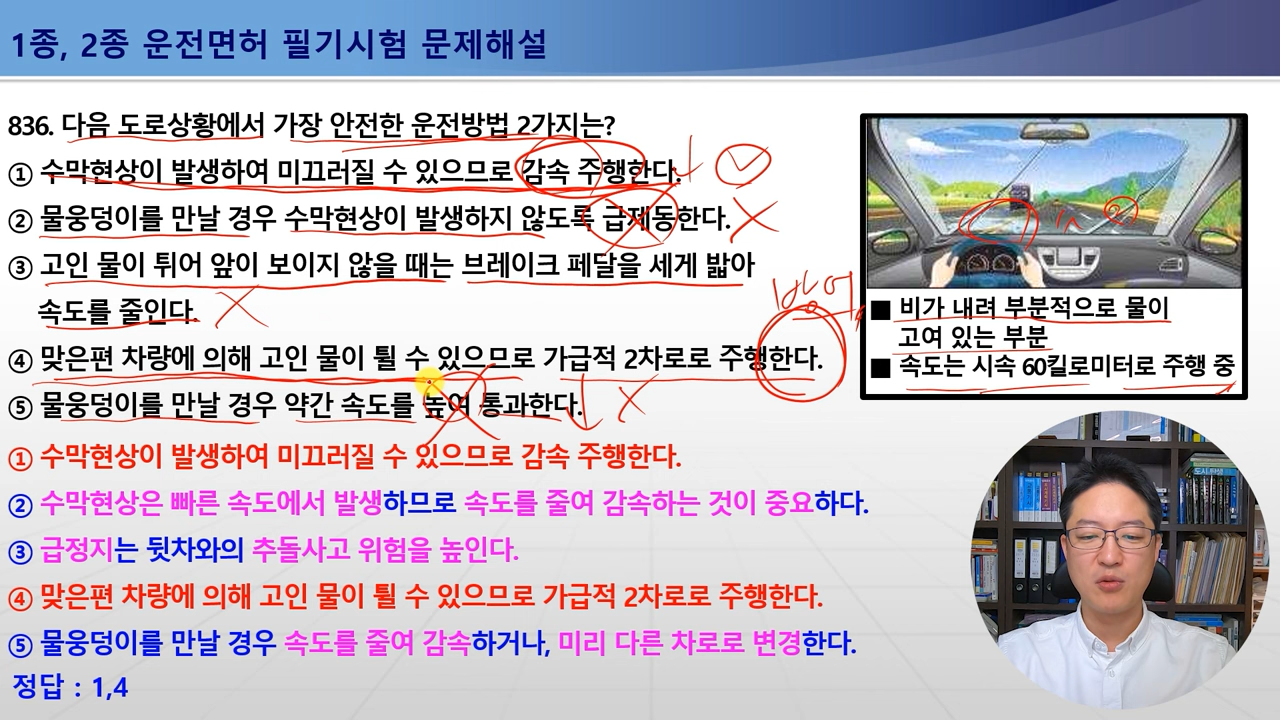 1종, 2종 운전면허 필기시험 문제해설
836. 다음 도로상황에서 가장 안전한 운전방법 2가지는?
① 수막현상이 발생하여 미끄러질 수 있으므로 감속 주행한다.
② 물웅덩이를 만날 경우 수막현상이 발생하지 않도록 급제동한다.
③ 고인 물이 튀어 앞이 보이지 않을 때는 브레이크 페달을 세게 밟아
속도를 줄인다.
④ 맞은편 차량에 의해 고인 물이 튈 수 있으므로 가급적 2차로로 주행한다.
⑤ 물웅덩이를 만날 경우 약간 속도를 높여 통과한다.
■ 비가 내려 부분적으로 물이
고여 있는 부분
■ 속도는 시속 60킬로미터로 주행 중
① 수막현상이 발생하여 미끄러질 수 있으므로 감속 주행한다.
② 수막현상은 빠른 속도에서 발생하므로 속도를 줄여 감속하는 것이 중요하다.
③ 급정지는 뒷차와의 추돌사고 위험을 높인다.
④ 맞은편 차량에 의해 고인 물이 튈 수 있으므로 가급적 2차로로 주행한다.
⑤ 물웅덩이를 만날 경우 속도를 줄여 감속하거나, 미리 다른 차로로 변경한다.
정답 : 1,4